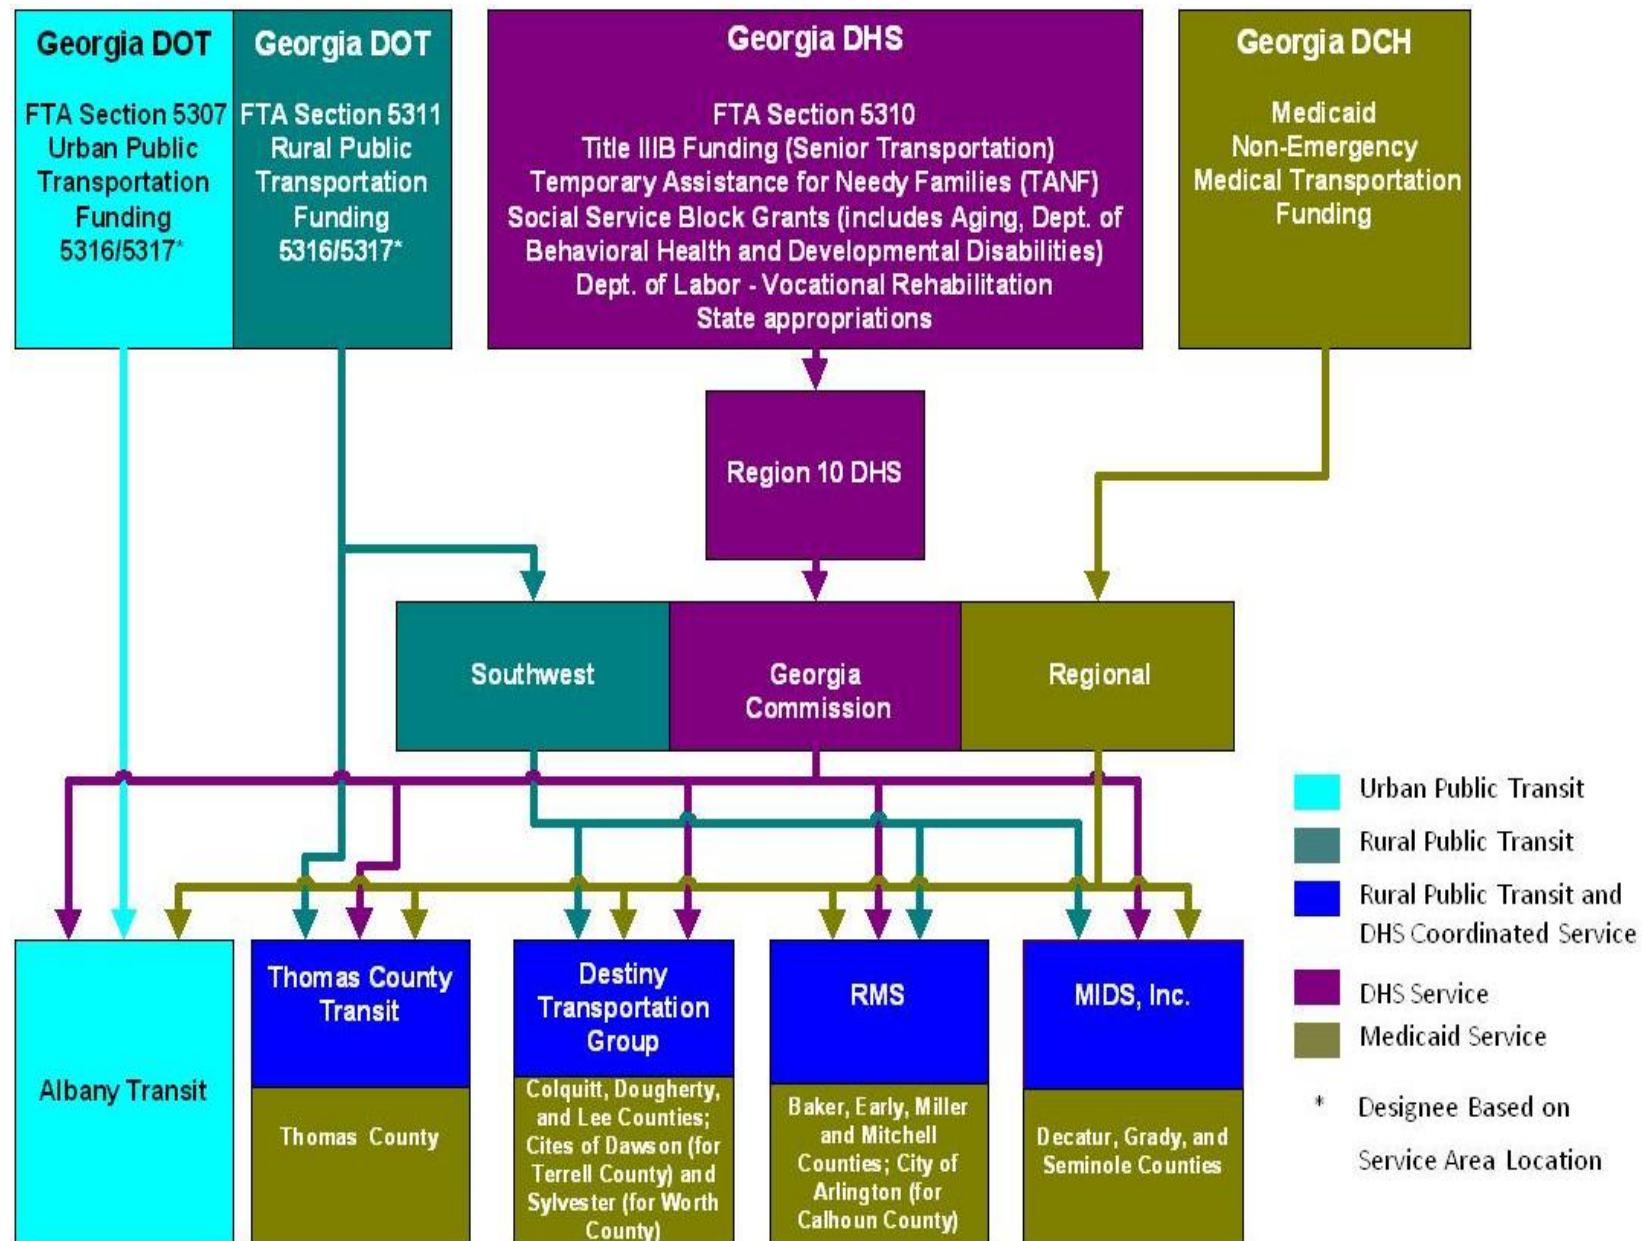 Georgia DOT
FTA Section 5307
Urban Public
Transportation
Funding
5316/5317*
Georgia DOT
FTA Section 5311
Rural Public
Transportation
Funding
5316/5317*
Georgia DHS
FTA Section 5310
Title IIIB Funding (Senior Transportation)
Temporary Assistance for Needy Families (TANF)
Social Service Block Grants (includes Aging, Dept. of
Behavioral Health and Developmental Disabilities)
Dept. of Labor - Vocational Rehabilitation
State appropriations
Georgia DCH
Medicaid
Non-Emergency
Medical Transportation
Funding
Region 10 DHS
Southwest
Georgia
Commission
Regional
Albany Transit
Thomas County
Transit
Thomas County
Destiny
Transportation
Group
Colquitt, Dougherty,
and Lee Counties;
Cites of Dawson (for
Terrell County) and
Sylvester (for Worth
County)
RMS
Baker, Early, Miller
and Mitchell
Counties; City of
Arlington (for
Calhoun County)
MIDS, Inc.
Decatur, Grady, and
Seminole Counties
Urban Public Transit
Rural Public Transit
Rural Public Transit and
DHS Coordinated Service
DHS Service
Medicaid Service
* Designee Based on
Service Area Location